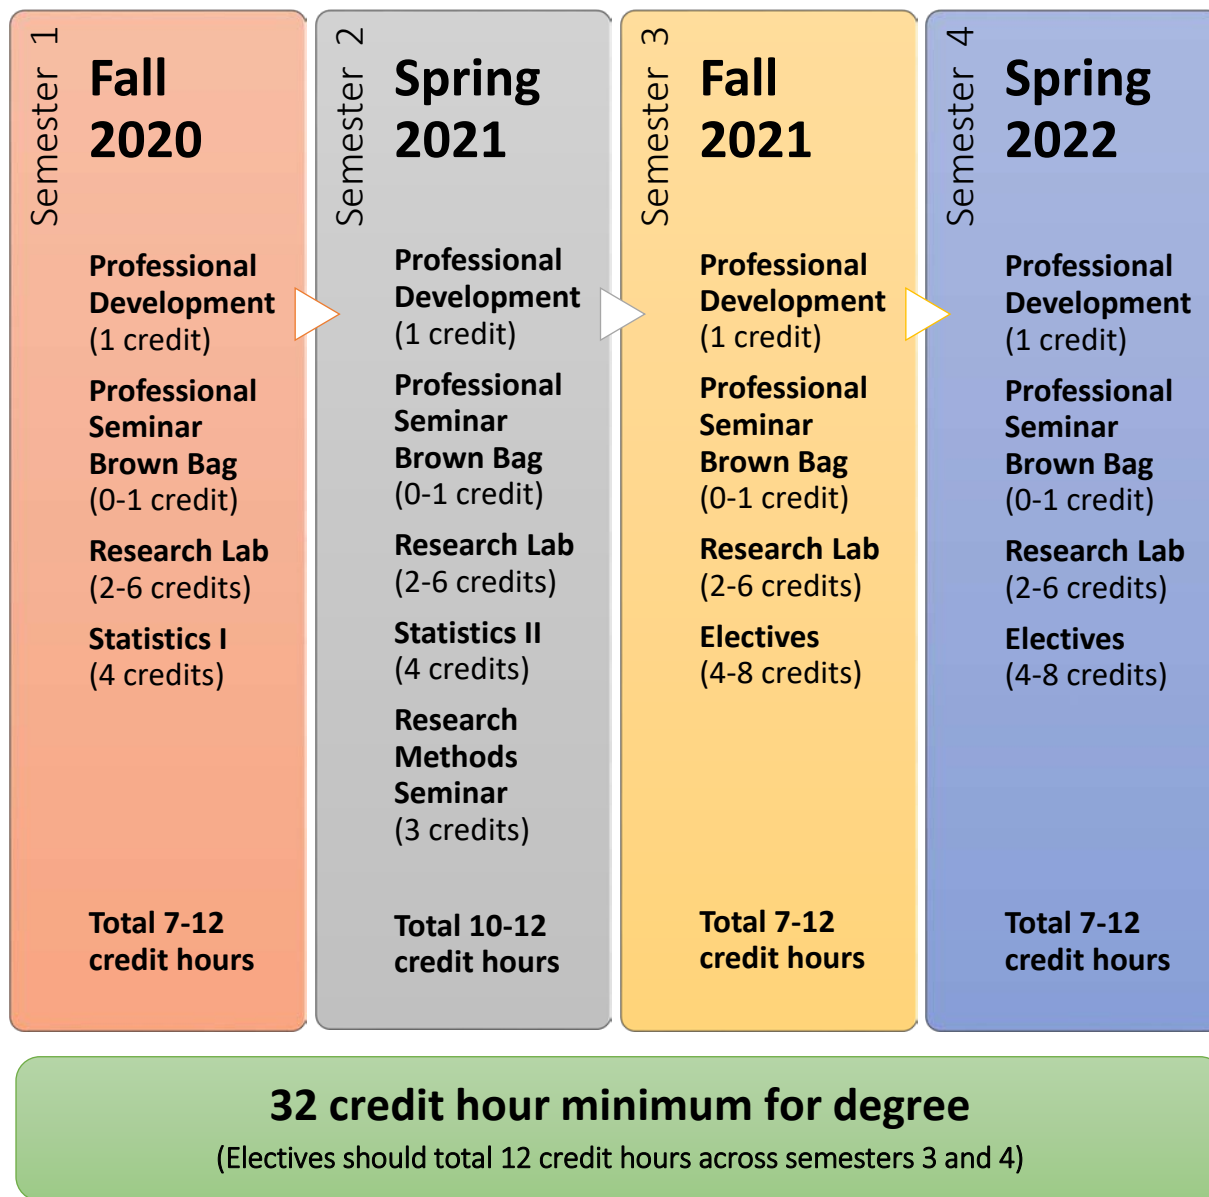 Semester 1
Fall
2020
Professional
Development
(1 credit)
Professional
Seminar
Brown Bag
(0-1 credit)
Research Lab
(2-6 credits)
Statistics I
(4 credits)
Total 7-12
credit hours
Semester 2
Spring
2021
Professional
Development
(1 credit)
Professional
Seminar
Brown Bag
(0-1 credit)
Research Lab
(2-6 credits)
Statistics II
(4 credits)
Research
Methods
Seminar
(3 credits)
Total 10-12
credit hours
Semester 3
Fall
2021
Professional
Development
(1 credit)
Professional
Seminar
Brown Bag
(0-1 credit)
Research Lab
(2-6 credits)
Electives
(4-8 credits)
Total 7-12
credit hours
Semester 4
Spring
2022
Professional
Development
(1 credit)
Professional
Seminar
Brown Bag
(0-1 credit)
Research Lab
(2-6 credits)
Electives
(4-8 credits)
Total 7-12
credit hours
32 credit hour minimum for degree
(Electives should total 12 credit hours across semesters 3 and 4)